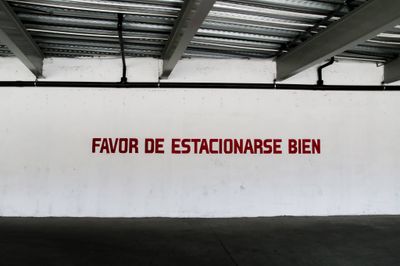 FAVOR DE ESTACIONARSE BIEN